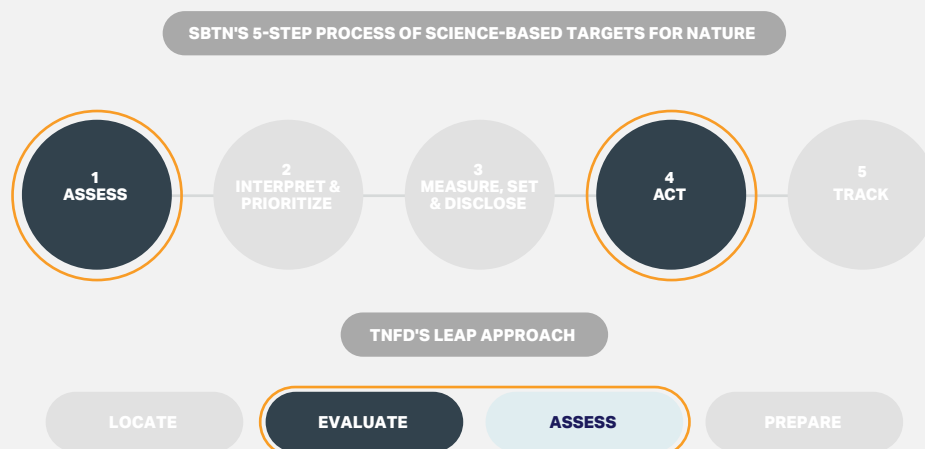 SBTN'S 5-STEP PROCESS OF SCIENCE-BASED TARGETS FOR NATURE
1
ASSESS
2
INTERPRET &
PRIORITIZE
3
MEASURE, SET
& DISCLOSE
4
ACT
5
TRACK
TNFD'S LEAP APPROACH
LOCATE
EVALUATE
ASSESS
PREPARE